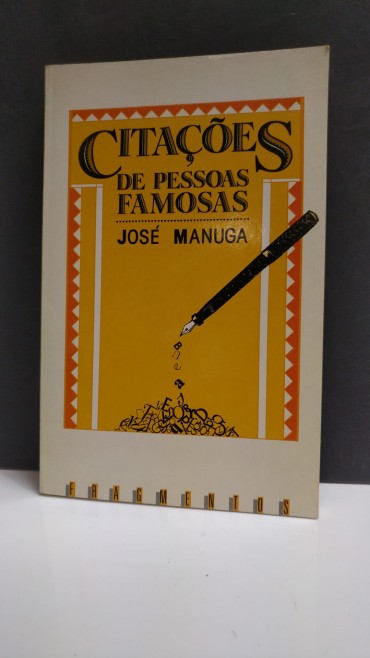 CITAÇÕES
DE PESSOAS
FAMOSAS
JOSÉ MANUGA
FRAGMENTOS